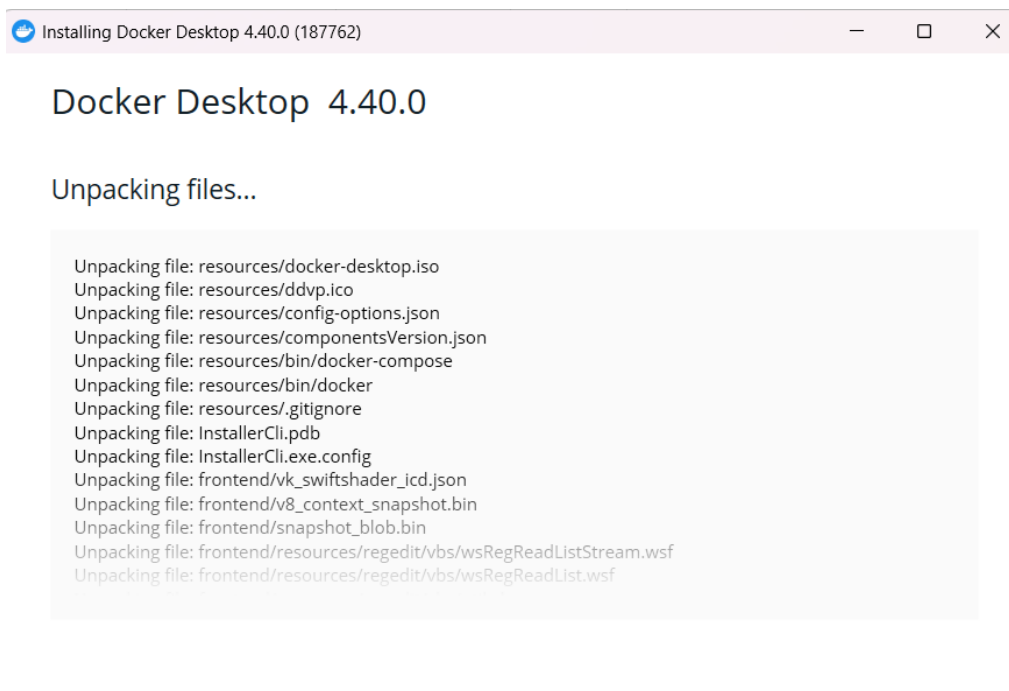 Installing Docker Desktop 4.40.0 (187762)
Docker Desktop 4.40.0
Unpacking files...
Unpacking file: resources/docker-desktop.iso
Unpacking file: resources/ddvp.ico
Unpacking file: resources/config-options.json
Unpacking file: resources/componentsVersion.json
Unpacking file: resources/bin/docker-compose
Unpacking file: resources/bin/docker
Unpacking file: resources/.gitignore
Unpacking file: InstallerCli.pdb
Unpacking file: InstallerCli.exe.config
Unpacking file: frontend/vk_swiftshader_icd.json
Unpacking file: frontend/v8_context_snapshot.bin
Unpacking file: frontend/snapshot_blob.bin
Unpacking file: frontend/resources/regedit/vbs/wsRegReadListStream.wsf
Unpacking file: frontend/resources/regedit/vbs/wsRegReadList.wsf